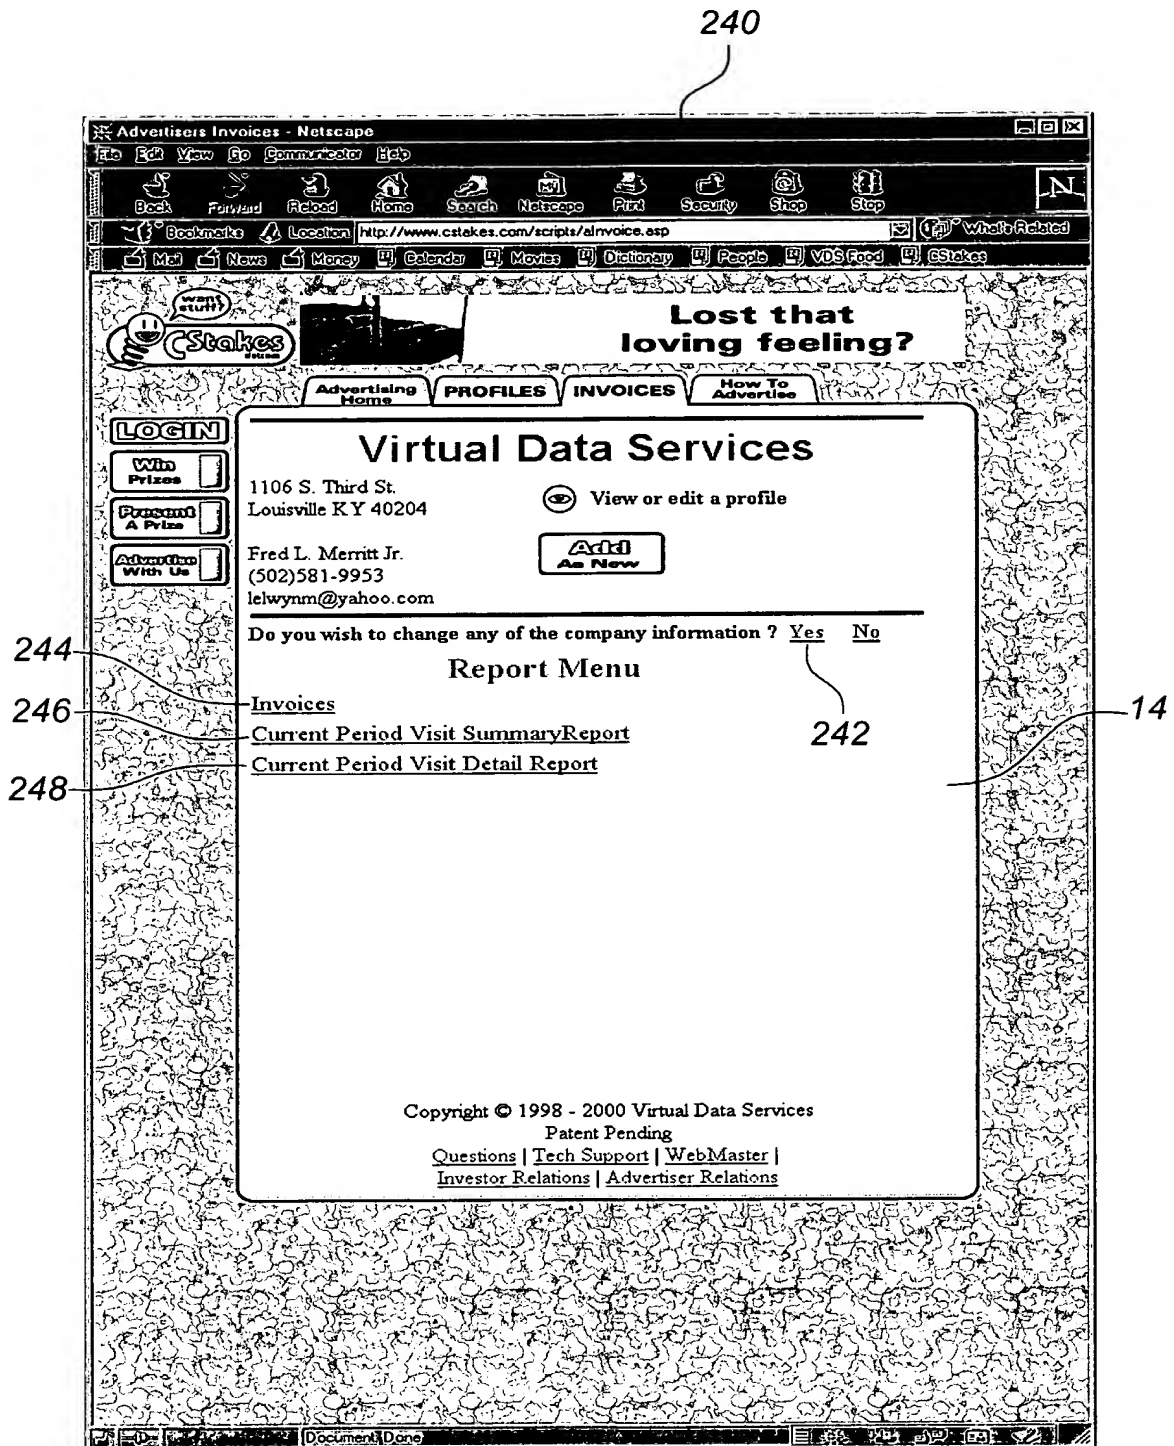 240
Advertisers Invoices - Netscape
File Edit View Go Communicator Help
Back Forward Reload Home Search Netscape Print Security Shop Stop
N
Bookmarks Location http://www.cstakes.com/scripts/aInvoice.asp What's Related
Mail News Money Calendar Movies Dictionary People VDS Food CStakes
want stuff?
CStakes
Lost that
loving feeling?
Advertising Home PROFILES INVOICES How To Advertise
LOGIN
Win Prizes
Present A Prize
Advertise With Us
Virtual Data Services
1106 S. Third St.
Louisville KY 40204
View or edit a profile
Fred L. Merritt Jr.
(502)581-9953
lelwynm@yahoo.com
Add As New
Do you wish to change any of the company information ? Yes No
242
Report Menu
244 Invoices
246 Current Period Visit SummaryReport
248 Current Period Visit Detail Report
14
Copyright © 1998 - 2000 Virtual Data Services
Patent Pending
Questions | Tech Support | WebMaster |
Investor Relations | Advertiser Relations
Document: Done